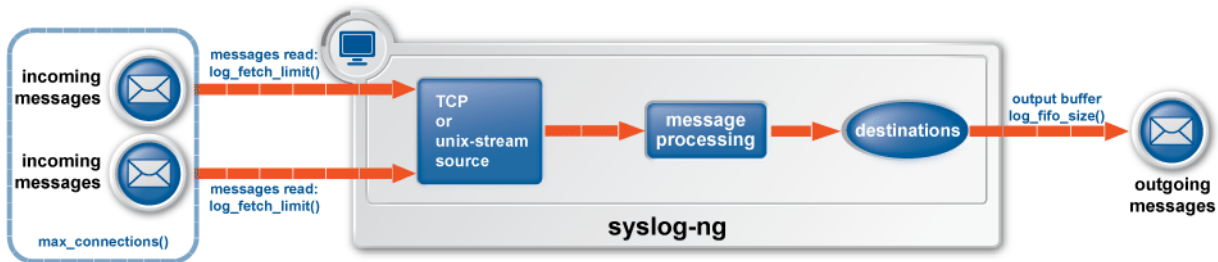 incoming
messages
messages read:
log_fetch_limit()
incoming
messages
messages read:
log_fetch_limit()
max_connections()
TCP
or
unix-stream
source
message
processing
destinations
syslog-ng
output buffer
log_fifo_size()
outgoing
messages